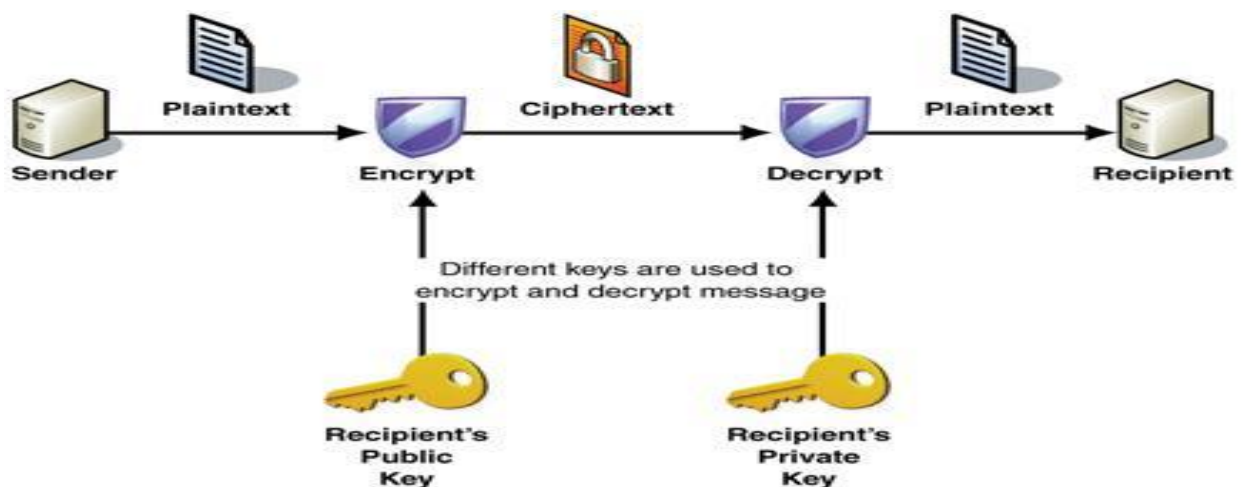 Plaintext
Ciphertext
Plaintext
Sender
Encrypt
Decrypt
Recipient
Different keys are used to
encrypt and decrypt message
Recipient's
Public
Key
Recipient's
Private
Key